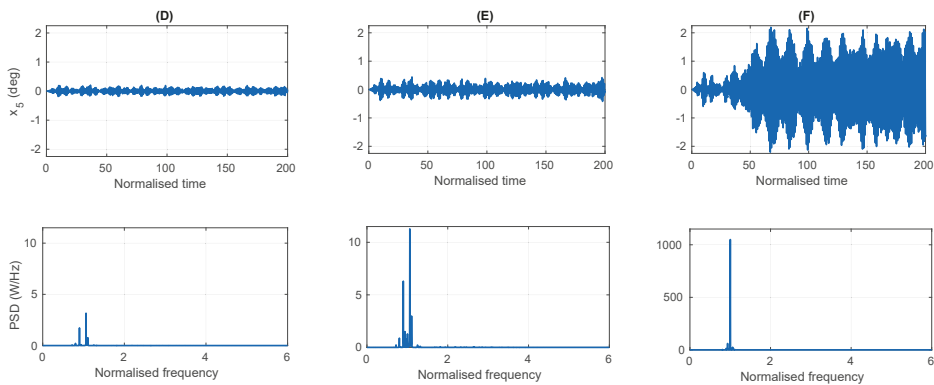 (D) (E) (F)
2 2 2
1 1 1
0 0 0
-1 -1 -1
-2 -2 -2
x 5 (deg)
0 50 100 150 200 0 50 100 150 200 0 50 100 150 200
Normalised time Normalised time Normalised time
10 10 1000
5 5 500
0 0 0
PSD (W/Hz)
0 2 4 6 0 2 4 6 0 2 4 6
Normalised frequency Normalised frequency Normalised frequency